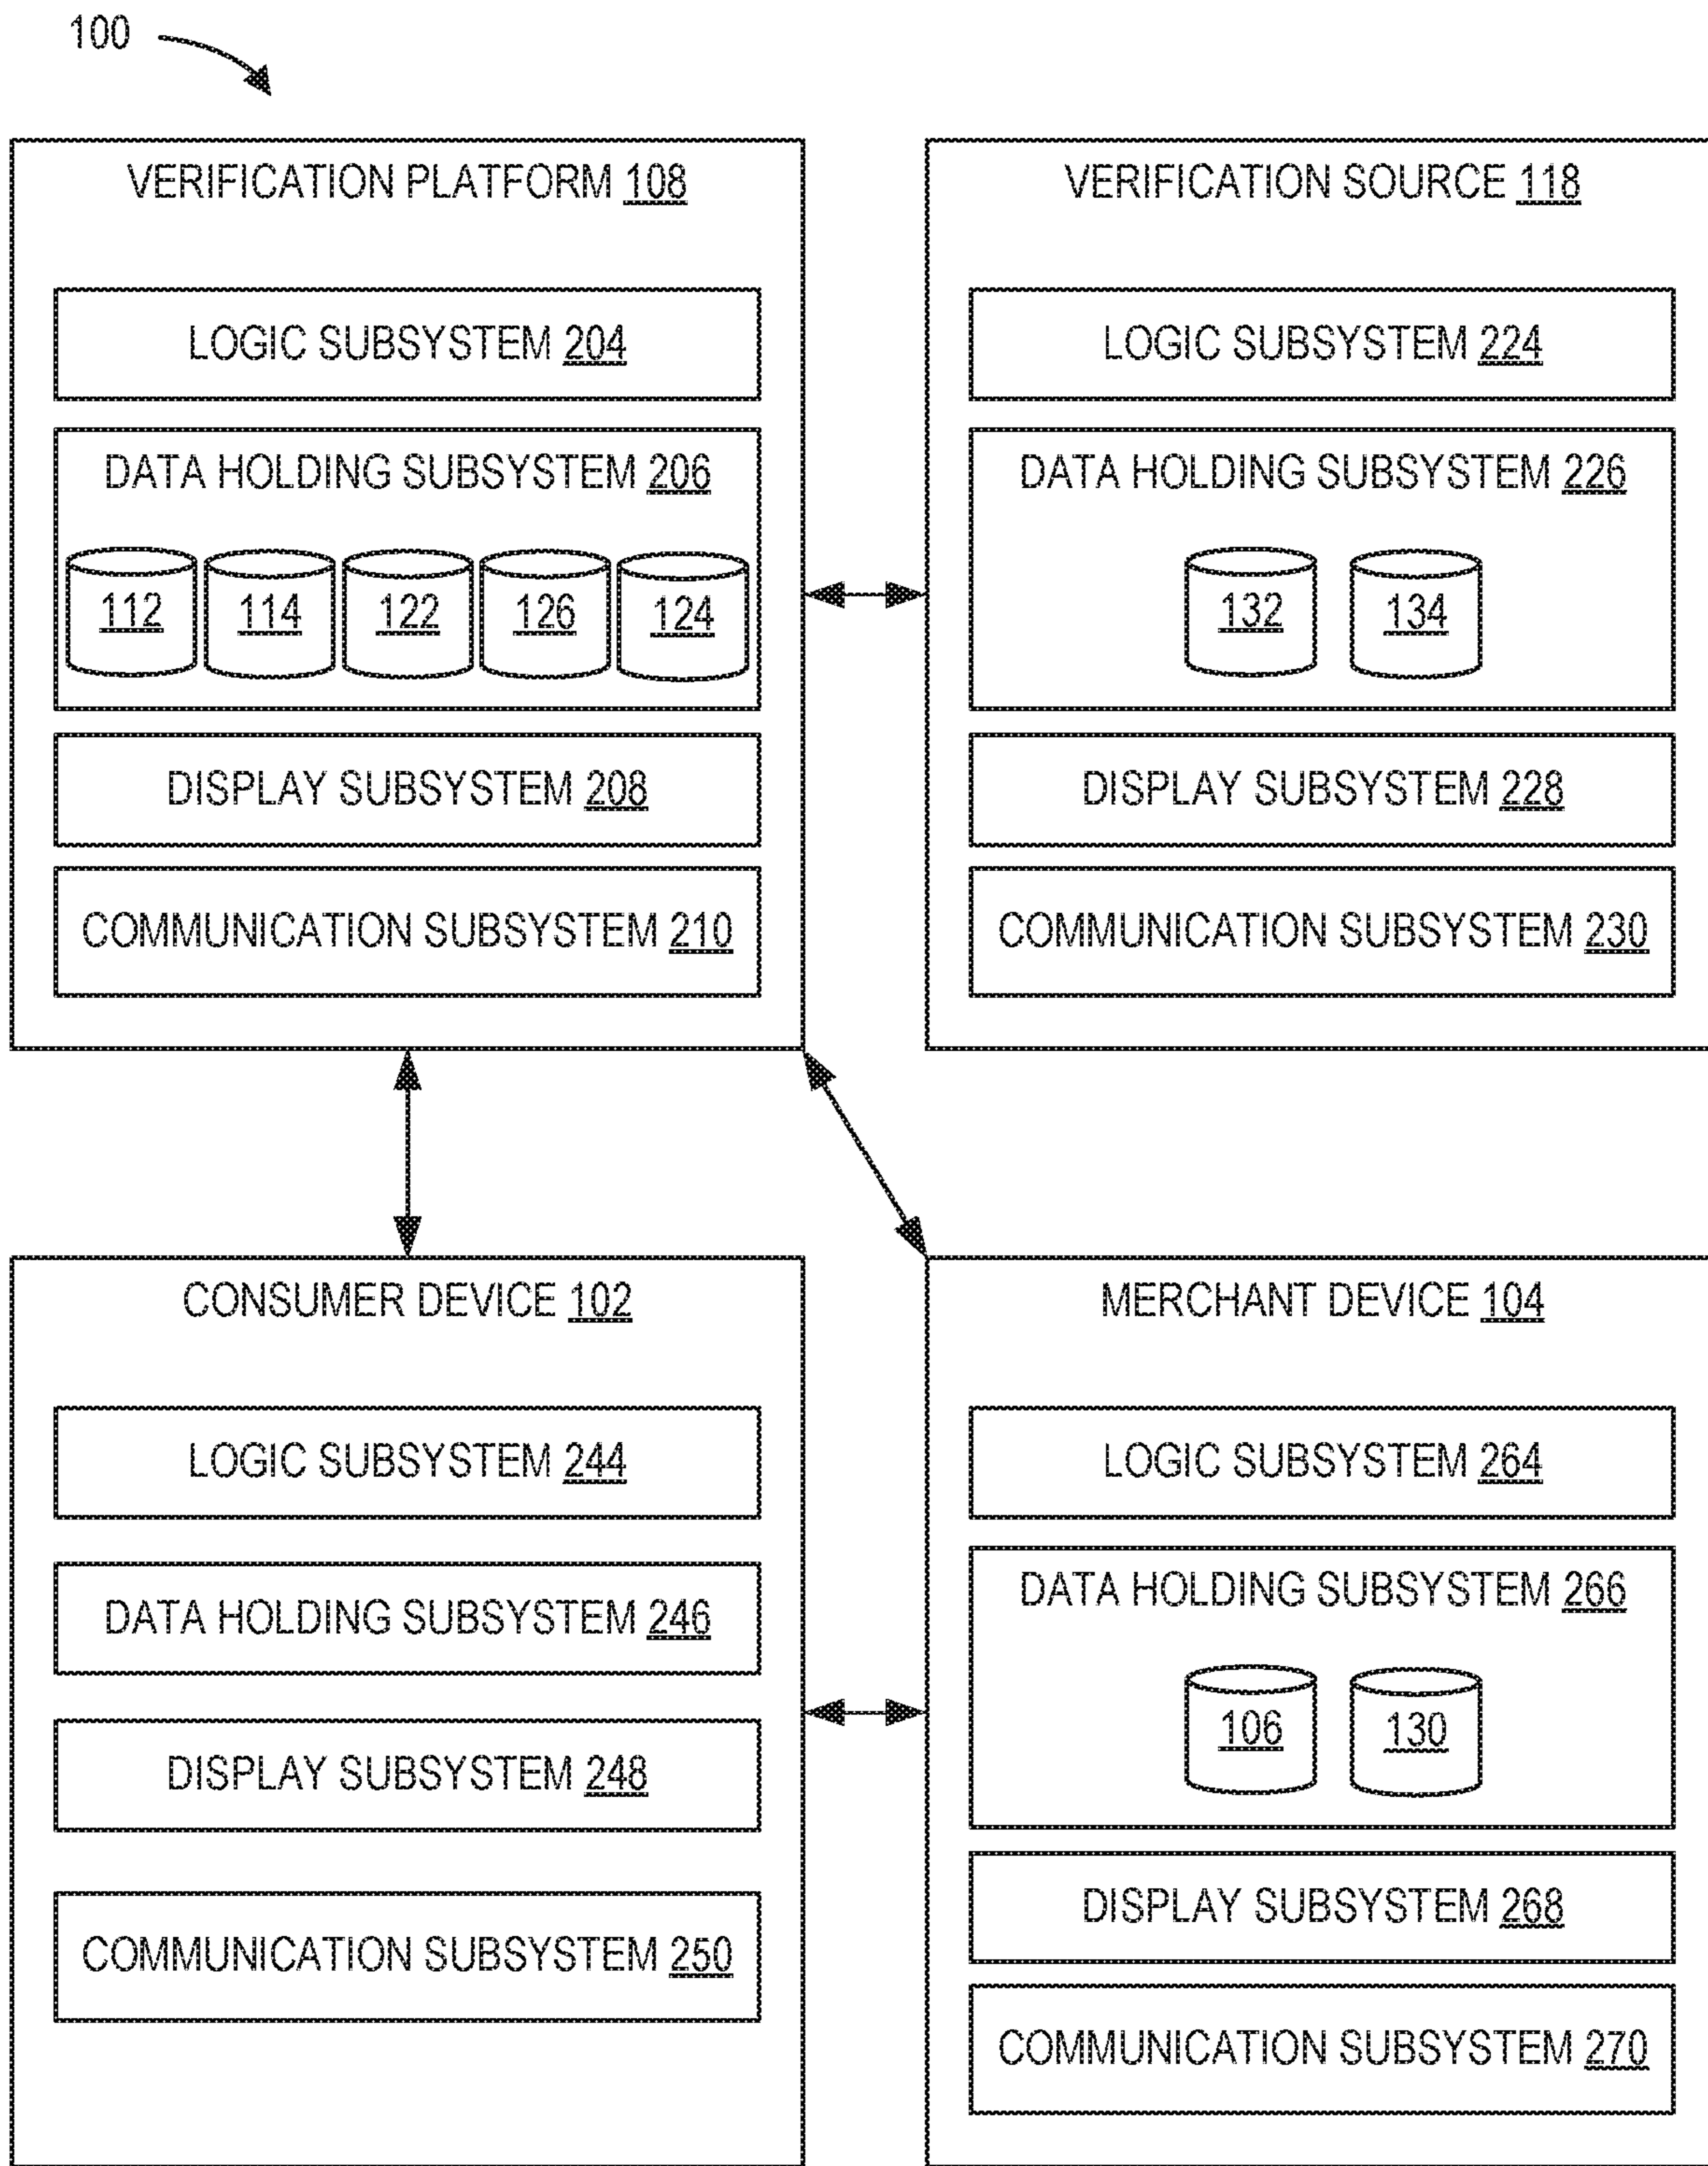 100
VERIFICATION PLATFORM 108
LOGIC SUBSYSTEM 204
DATA HOLDING SUBSYSTEM 206
112 114 122 126 124
DISPLAY SUBSYSTEM 208
COMMUNICATION SUBSYSTEM 210
VERIFICATION SOURCE 118
LOGIC SUBSYSTEM 224
DATA HOLDING SUBSYSTEM 226
132 134
DISPLAY SUBSYSTEM 228
COMMUNICATION SUBSYSTEM 230
CONSUMER DEVICE 102
LOGIC SUBSYSTEM 244
DATA HOLDING SUBSYSTEM 246
DISPLAY SUBSYSTEM 248
COMMUNICATION SUBSYSTEM 250
MERCHANT DEVICE 104
LOGIC SUBSYSTEM 264
DATA HOLDING SUBSYSTEM 266
106 130
DISPLAY SUBSYSTEM 268
COMMUNICATION SUBSYSTEM 270